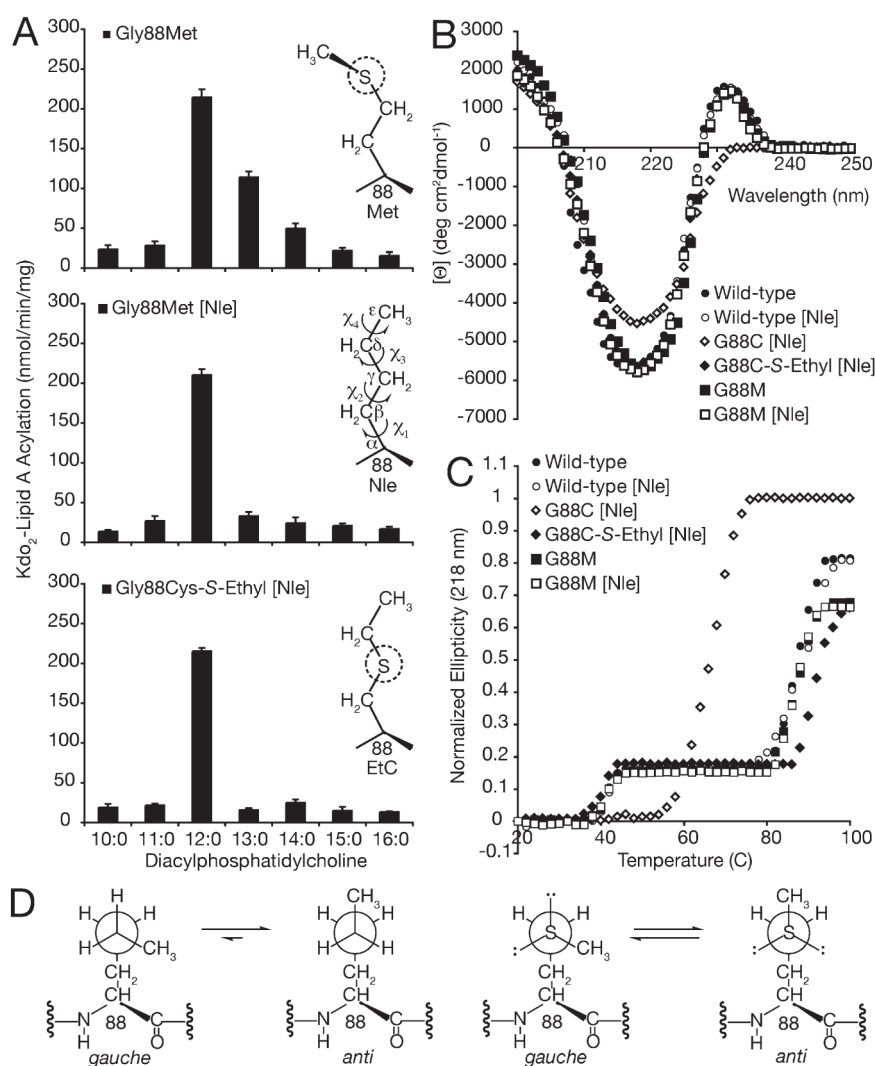 A
Kdo₂-Lipid A Acylation (nmol/min/mg)
300
250
200
150
100
50
0
Gly88Met
H₃C
S
CH₂
H₂C
88
Met
300
250
200
150
100
50
0
Gly88Met [Nle]
χ₄
ε
CH₃
H₂C
δ
χ₃
γ
CH₂
χ₂
H₂C
β
χ₁
α
88
Nle
300
250
200
150
100
50
0
Gly88Cys-S-Ethyl [Nle]
CH₃
H₂C
S
H₂C
88
EtC
10:0 11:0 12:0 13:0 14:0 15:0 16:0
Diacylphosphatidylcholine
B
[Θ] (deg cm²dmol⁻¹)
3000
2000
1000
0
-1000
-2000
-3000
-4000
-5000
-6000
-7000
210 220 240 250
Wavelength (nm)
Wild-type
Wild-type [Nle]
G88C [Nle]
G88C-S-Ethyl [Nle]
G88M
G88M [Nle]
C
Normalized Ellipticity (218 nm)
1.1
1
0.9
0.8
0.7
0.6
0.5
0.4
0.3
0.2
0.1
0
-0.1
20 40 60 80 100
Temperature (C)
Wild-type
Wild-type [Nle]
G88C [Nle]
G88C-S-Ethyl [Nle]
G88M
G88M [Nle]
D
H
H H
H CH₃
CH₂
CH
N 88 C
H O
gauche
CH₃
H H
H H
CH₂
CH
N 88 C
H O
anti
..
H H
S
: CH₃
CH₂
CH
N 88 C
H O
gauche
CH₃
H H
S
: :
CH₂
CH
N 88 C
H O
anti